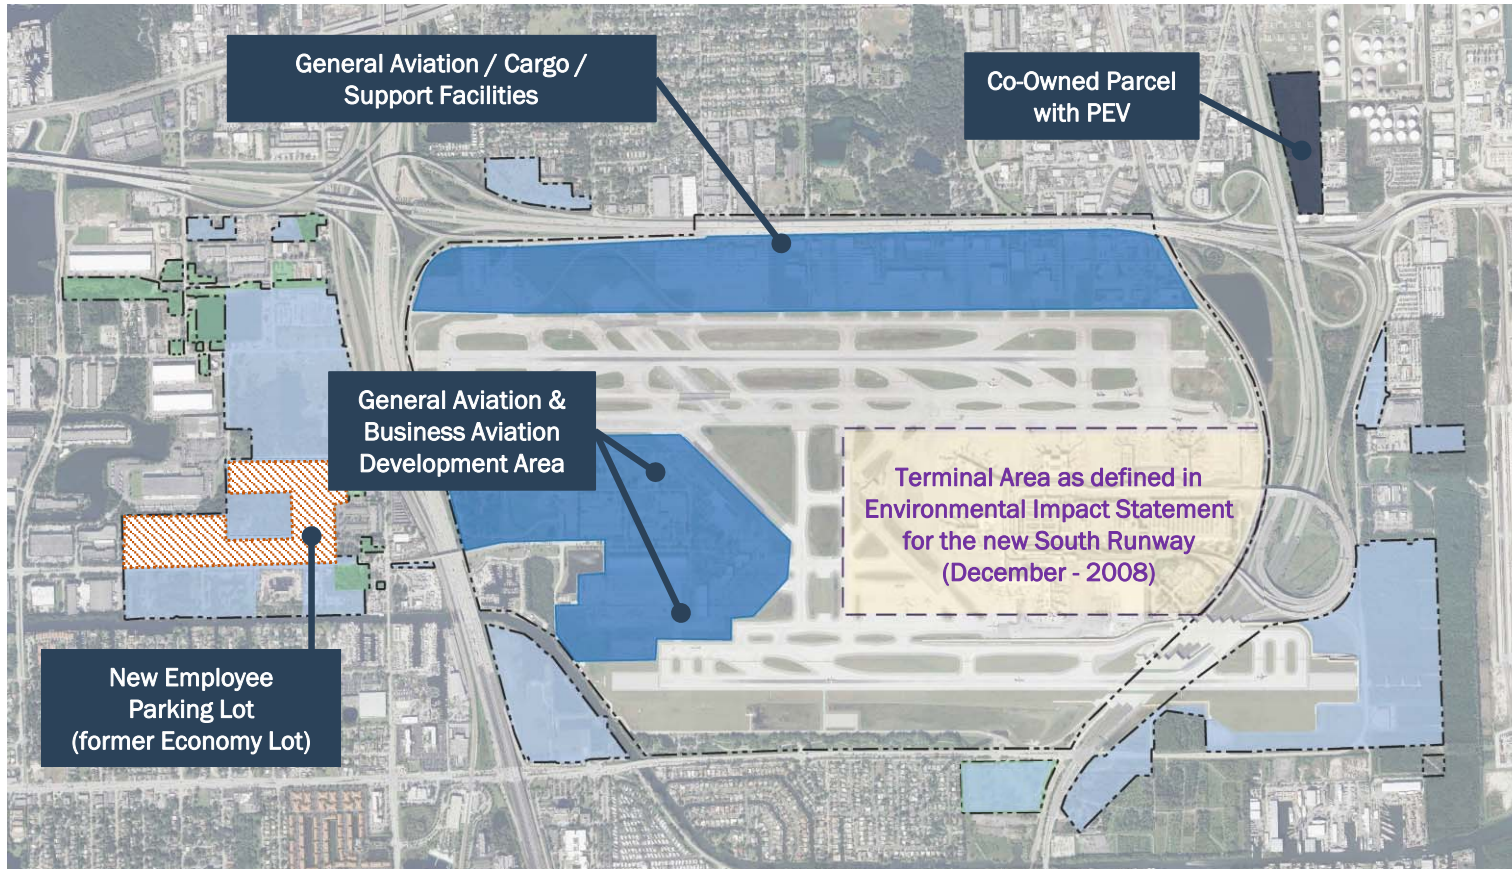 General Aviation / Cargo /
Support Facilities
Co-Owned Parcel
with PEV
General Aviation &
Business Aviation
Development Area
Terminal Area as defined in
Environmental Impact Statement
for the new South Runway
(December - 2008)
New Employee
Parking Lot
(former Economy Lot)